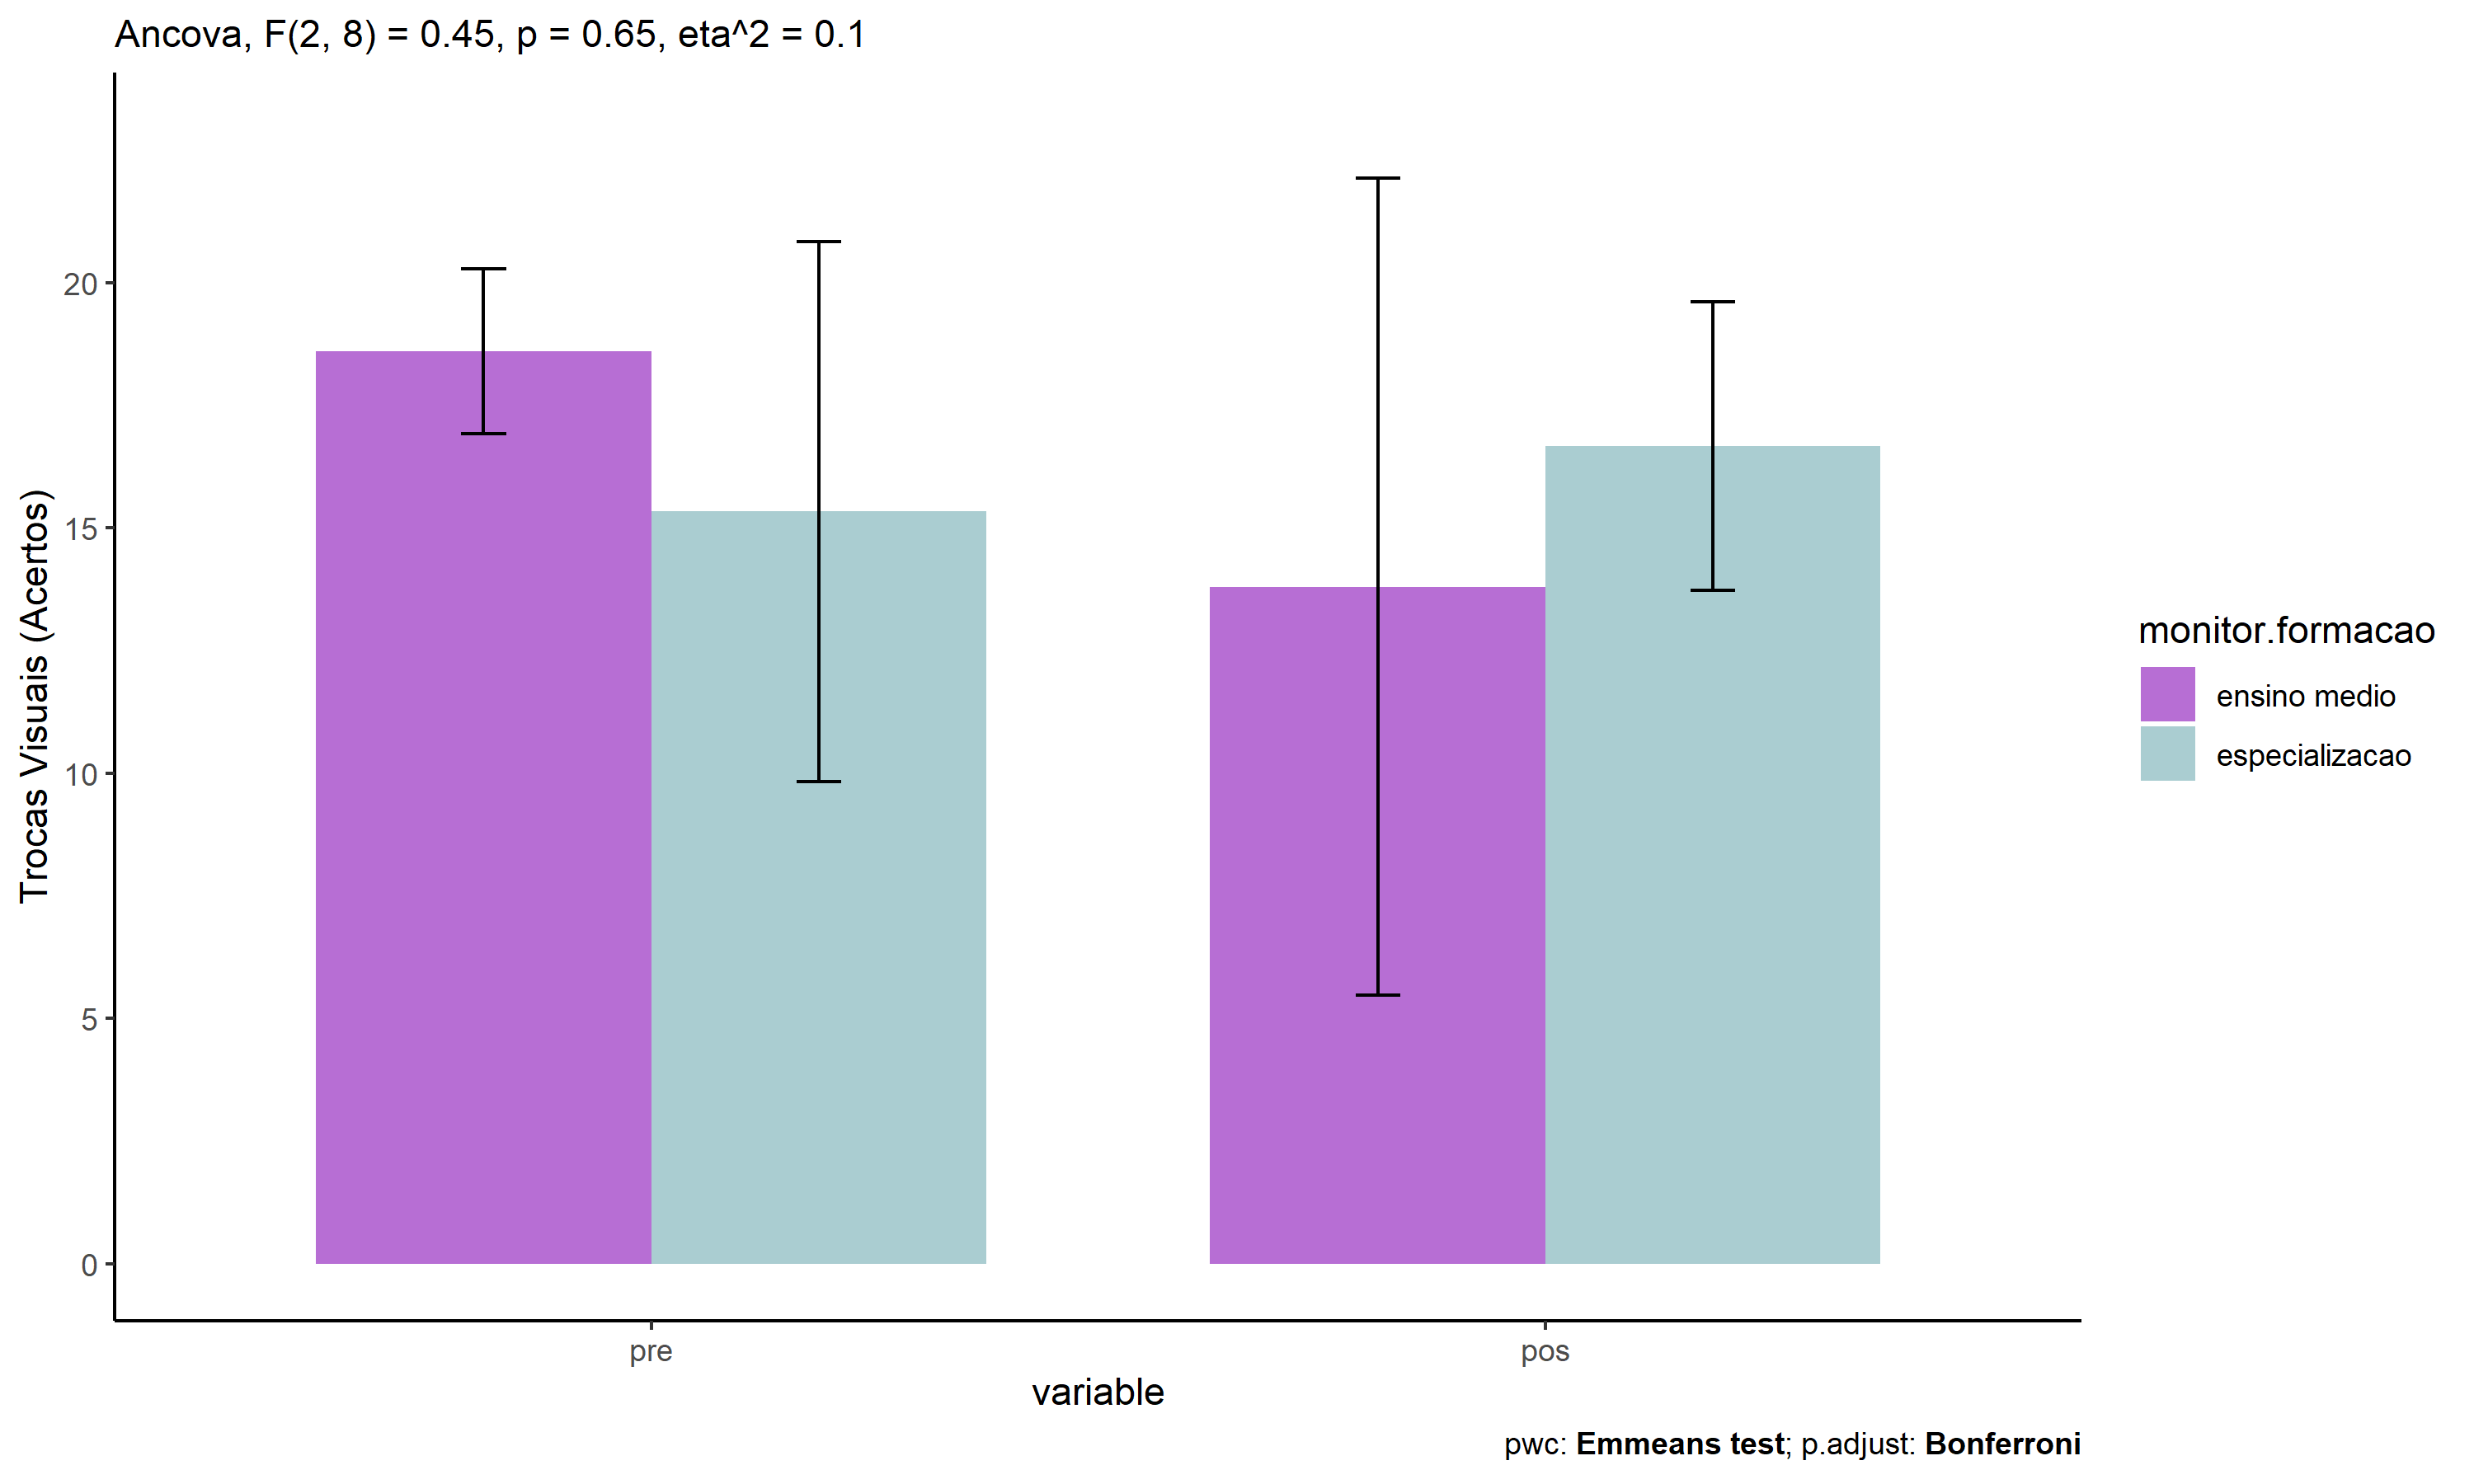 Ancova, F(2, 8) = 0.45, p = 0.65, eta^2 = 0.1
Trocas Visuais (Acertos)
20
15
10
5
0
pre
pos
variable
monitor.formacao
ensino medio
especializacao
pwc: Emmeans test; p.adjust: Bonferroni